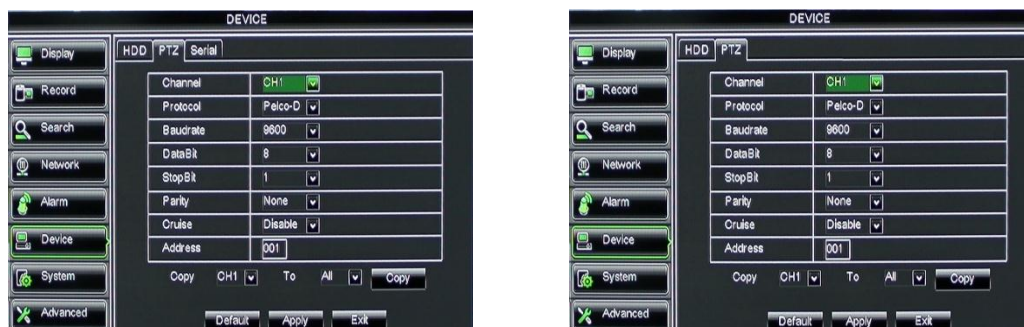 DEVICE
HDD PTZ Serial
Display
Record
Search
Network
Alarm
Device
System
Advanced
Channel CH1
Protocol Pelco-D
Baudrate 9600
DataBit 8
StopBit 1
Parity None
Cruise Disable
Address 001
Copy CH1 To All Copy
Default Apply Exit
DEVICE
HDD PTZ
Display
Record
Search
Network
Alarm
Device
System
Advanced
Channel CH1
Protocol Pelco-D
Baudrate 9600
DataBit 8
StopBit 1
Parity None
Cruise Disable
Address 001
Copy CH1 To All Copy
Default Apply Exit